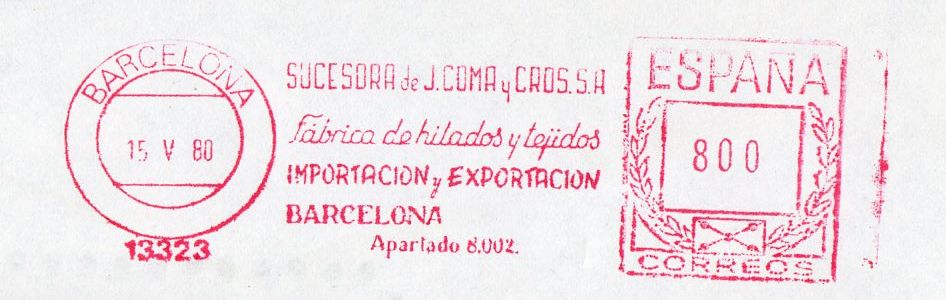 BARCELONA
15 V 80
13323
SUCESORA de J. COMA y CROS. S.A
Fábrica de hilados y tejidos
IMPORTACION y EXPORTACION
BARCELONA
Apartado 8.002.
ESPAÑA
800
CORREOS